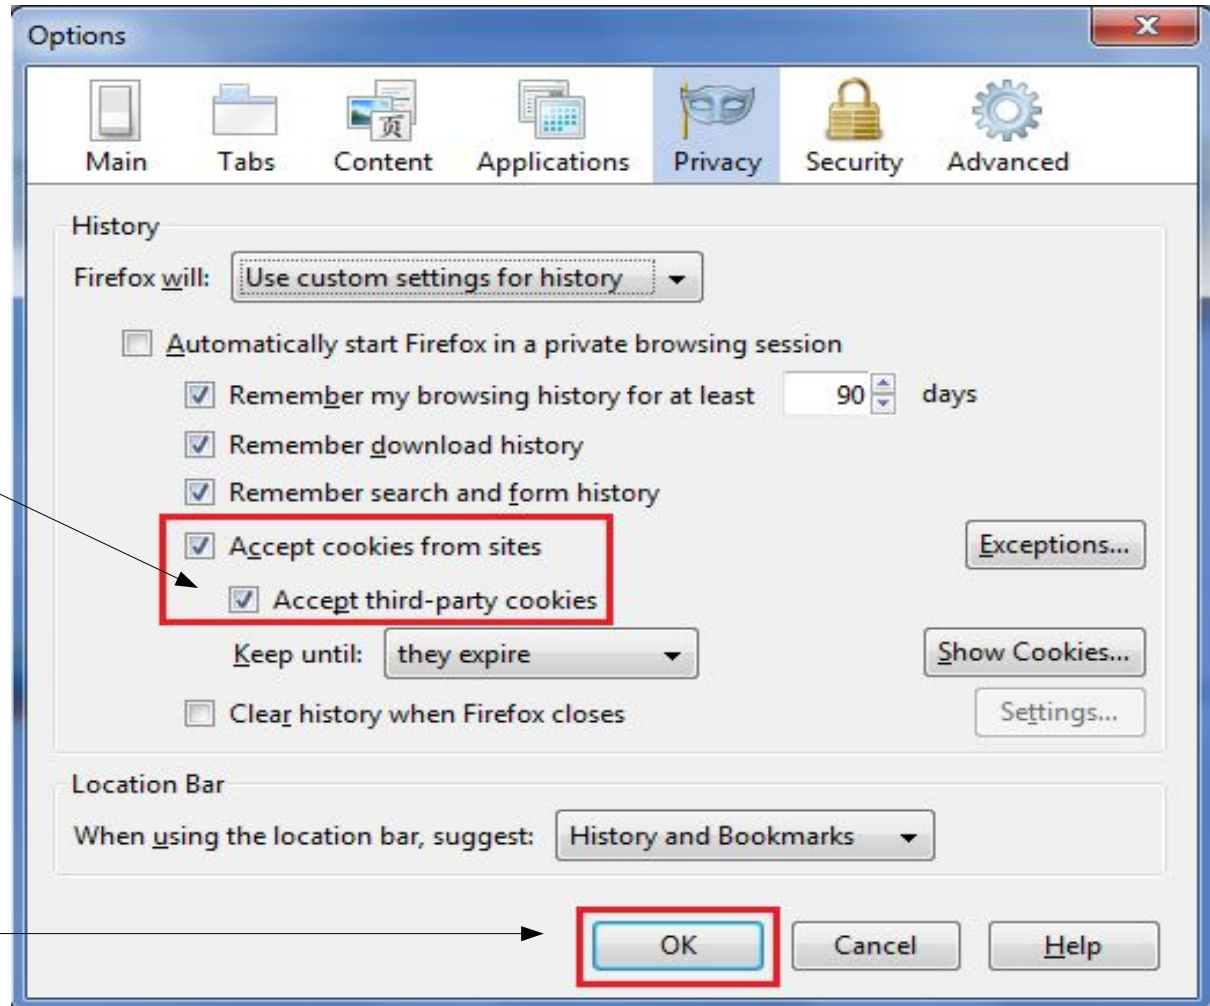 Options
Main Tabs Content Applications Privacy Security Advanced
页
History
Firefox will: Use custom settings for history
Automatically start Firefox in a private browsing session
Remember my browsing history for at least 90 days
Remember download history
Remember search and form history
Accept cookies from sites Exceptions...
Accept third-party cookies
Keep until: they expire Show Cookies...
Clear history when Firefox closes Settings...
Location Bar
When using the location bar, suggest: History and Bookmarks
OK Cancel Help